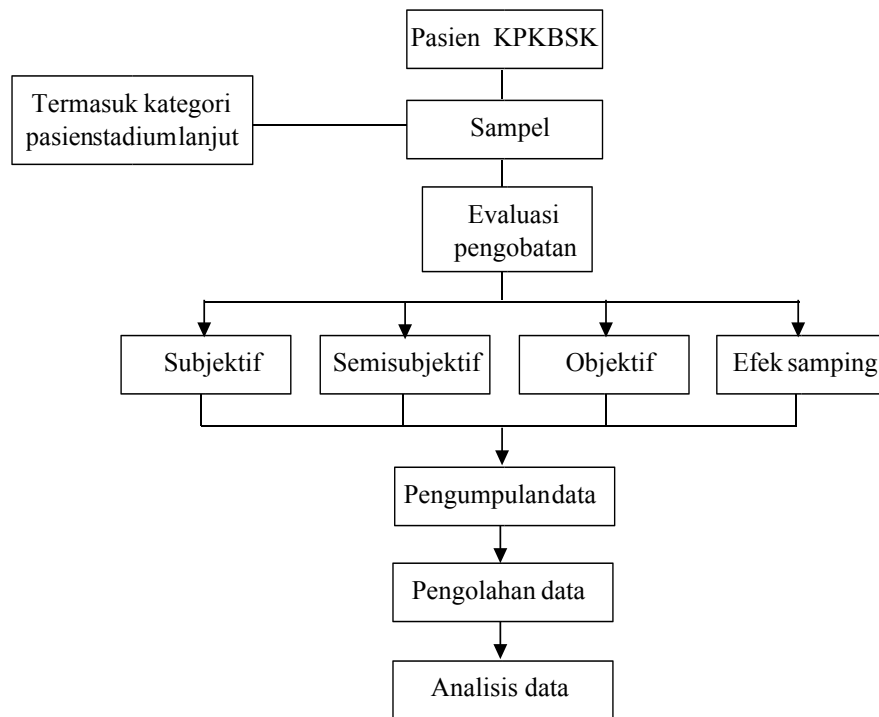 Pasien KPKBSK
Termasuk kategori
pasienstadiumlanjut
Sampel
Evaluasi
pengobatan
Subjektif
Semisubjektif
Objektif
Efek samping
Pengumpulandata
Pengolahan data
Analisis data